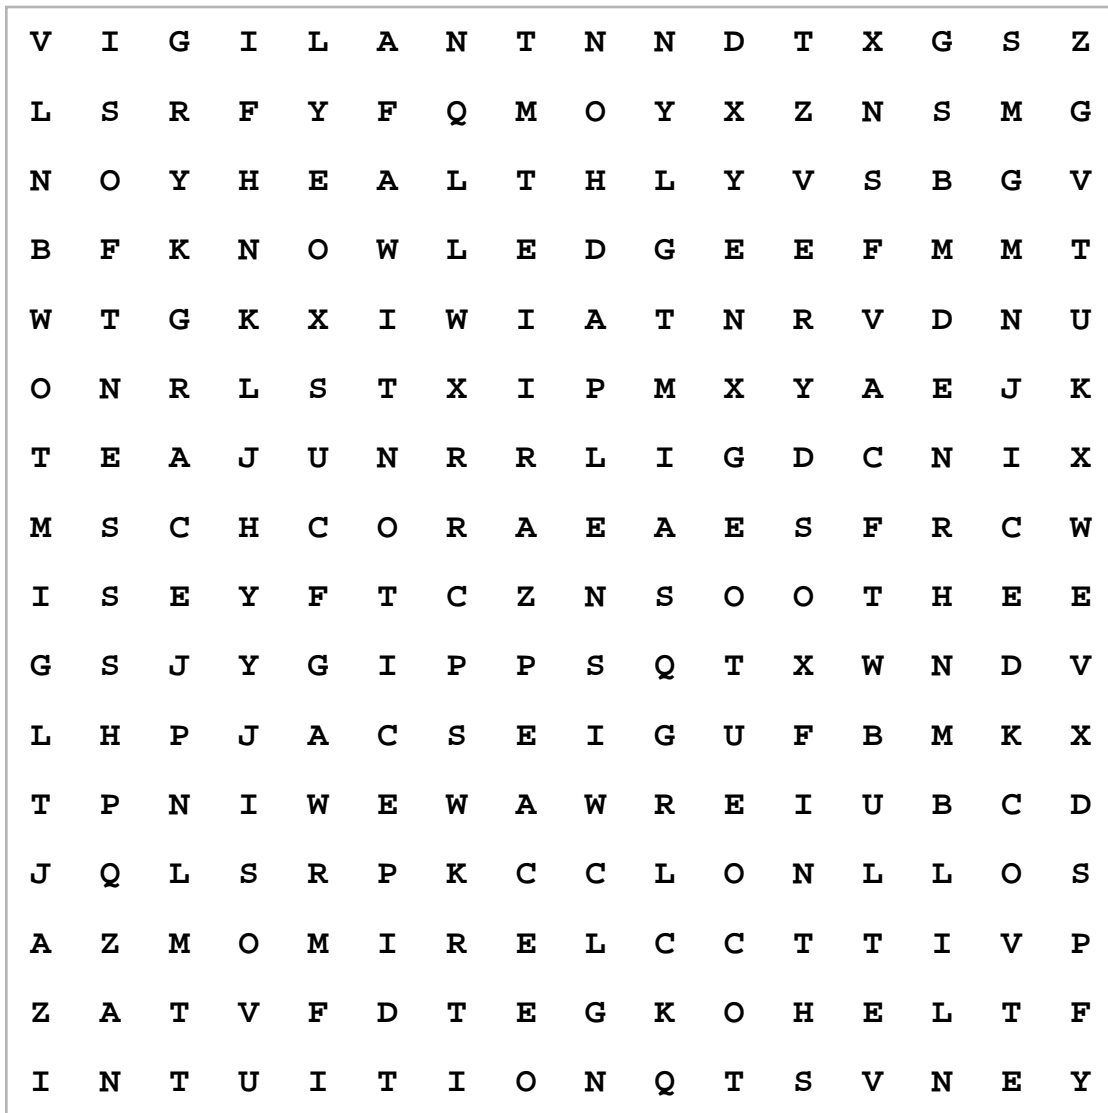 V I G I L A N T N N D T X G S Z
L S R F Y F Q M O Y X Z N S M G
N O Y H E A L T H L Y V S B G V
B F K N O W L E D G E E F M M T
W T G K X I W I A T N R V D N U
O N R L S T X I P M X Y A E J K
T E A J U N R R L I G D C N I X
M S C H C O R A E A E S F R C W
I S E Y F T C Z N S O O T H E E
G S J Y G I P P S Q T X W N D V
L H P J A C S E I G U F B M K X
T P N I W E W A W R E I U B C D
J Q L S R P K C C L O N L L O S
A Z M O M I R E L C C T T I V P
Z A T V F D T E G K O H E L T F
I N T U I T I O N Q T S V N E Y